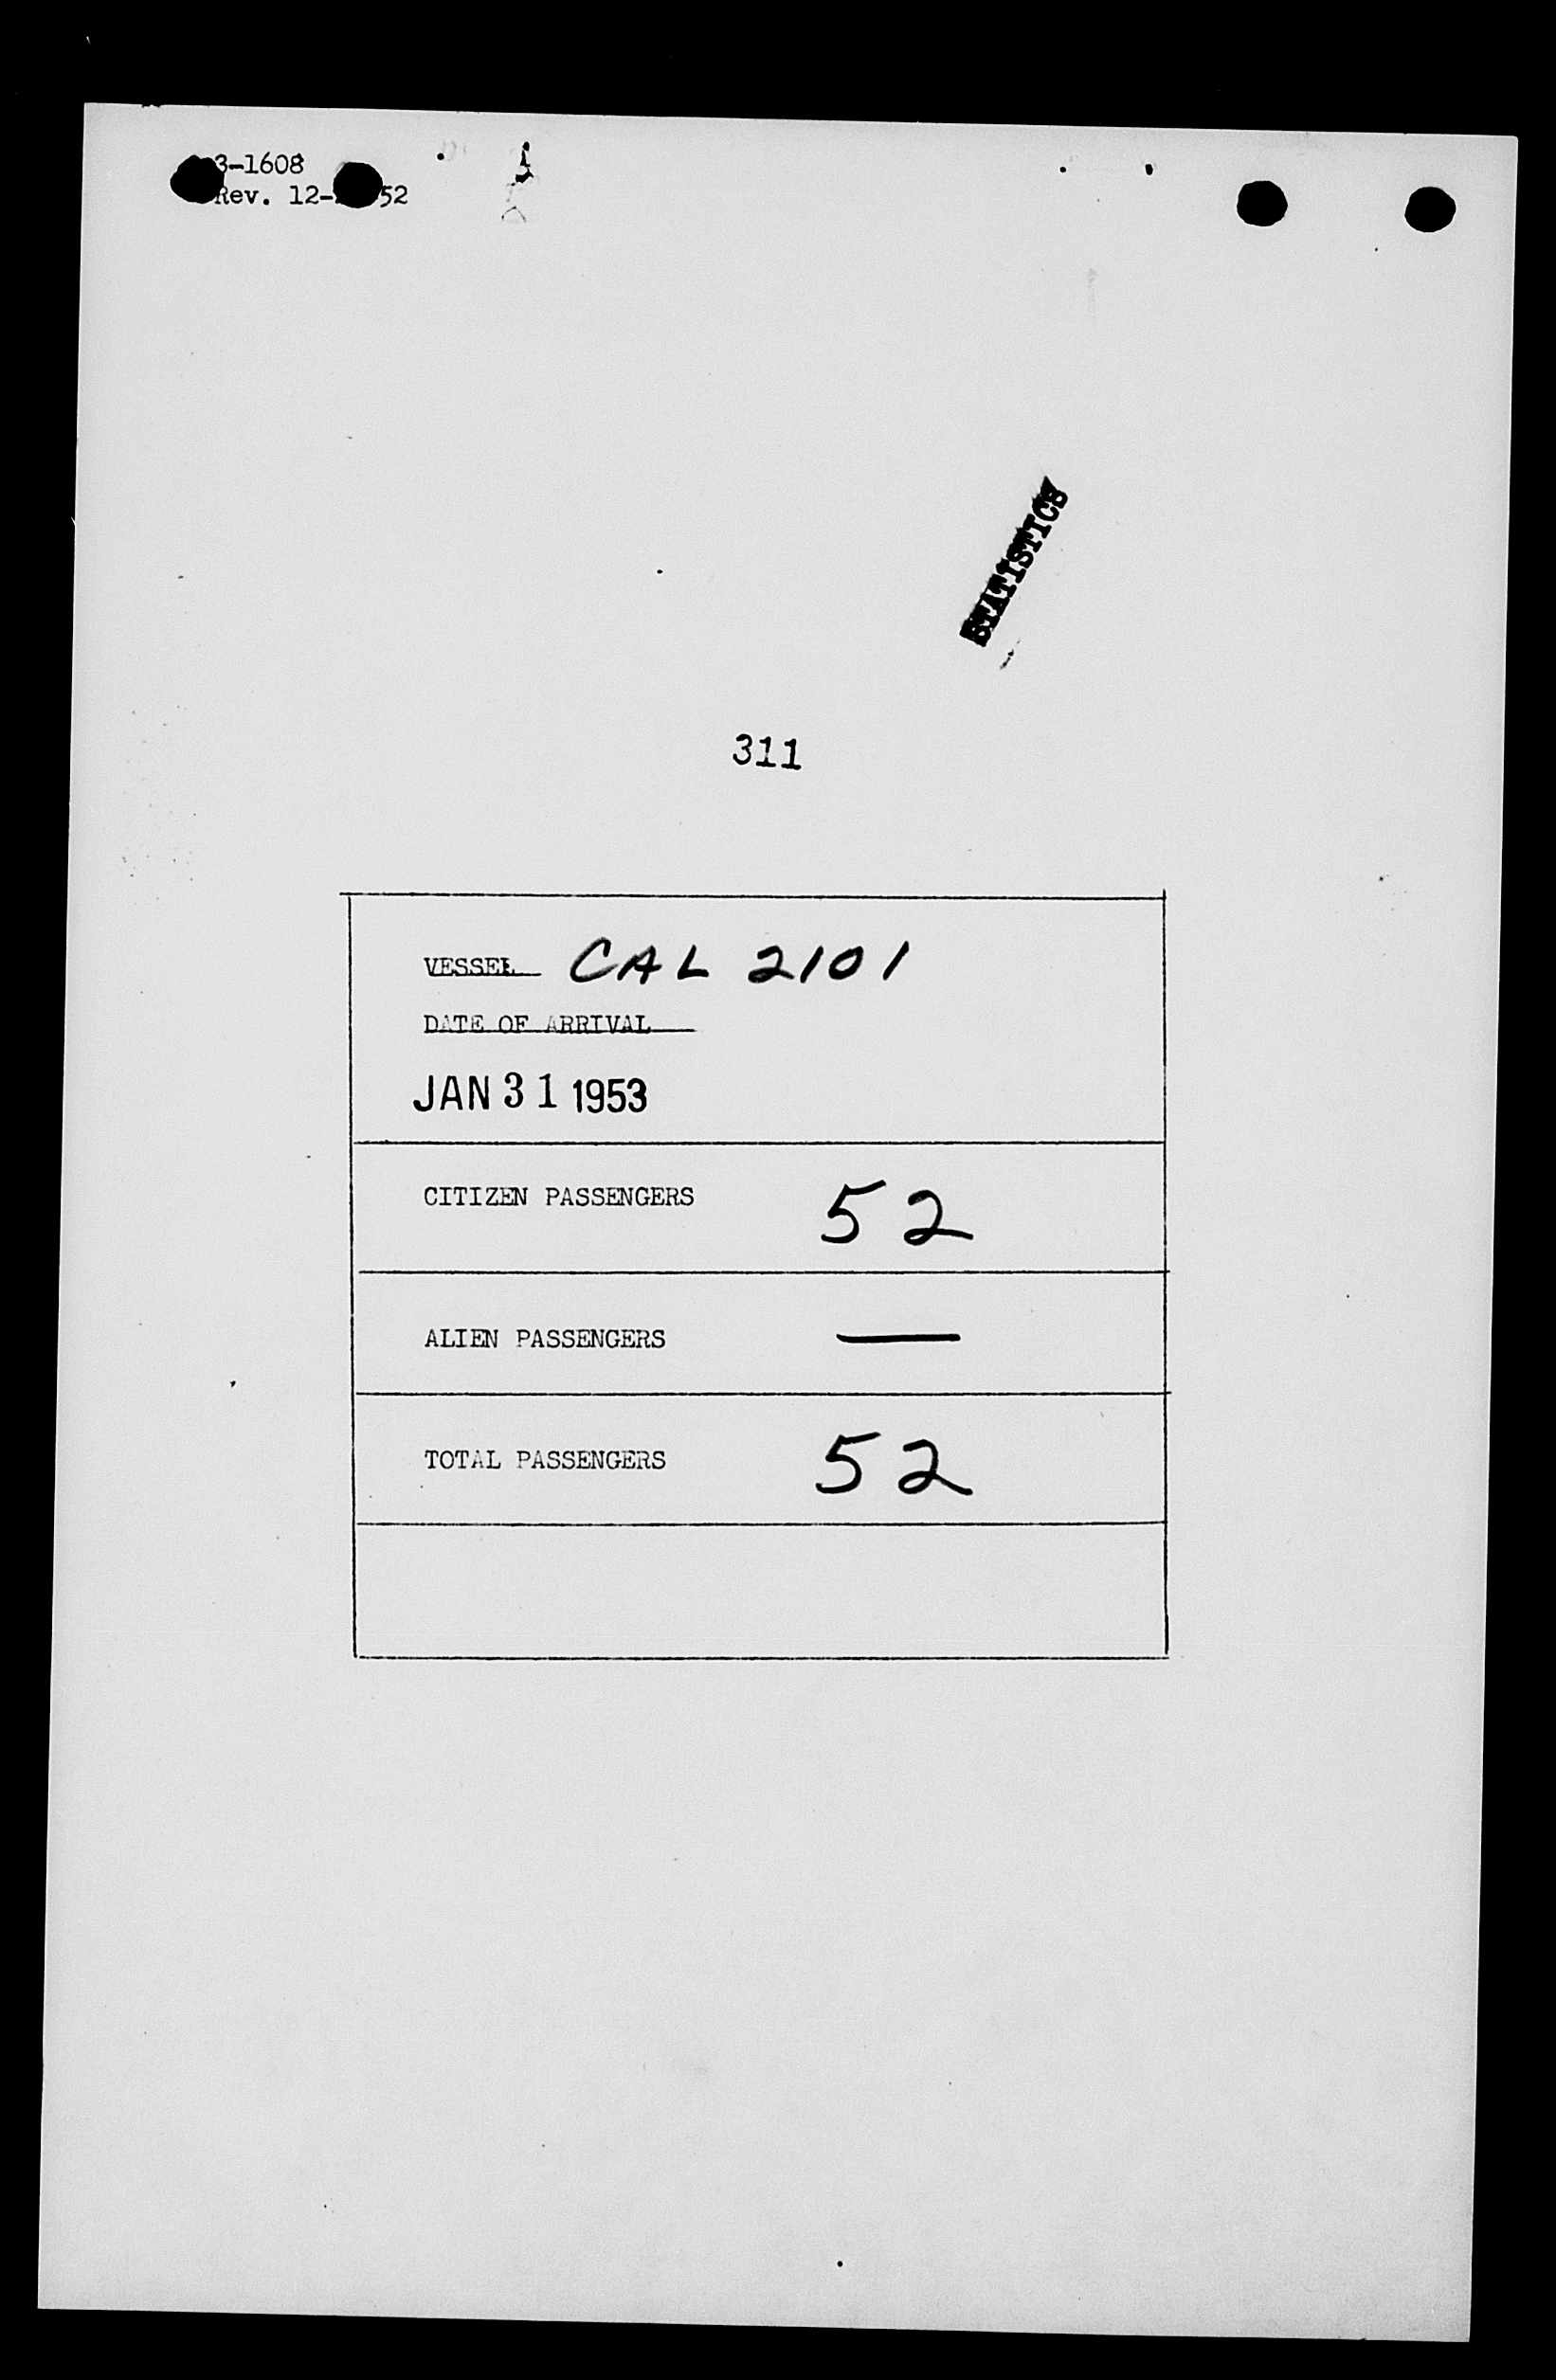 3-1608
Rev. 12- 52
STATISTICS
311
VESSEL CAL 2101
DATE OF ARRIVAL
JAN 31 1953
CITIZEN PASSENGERS 52
ALIEN PASSENGERS —
TOTAL PASSENGERS 52